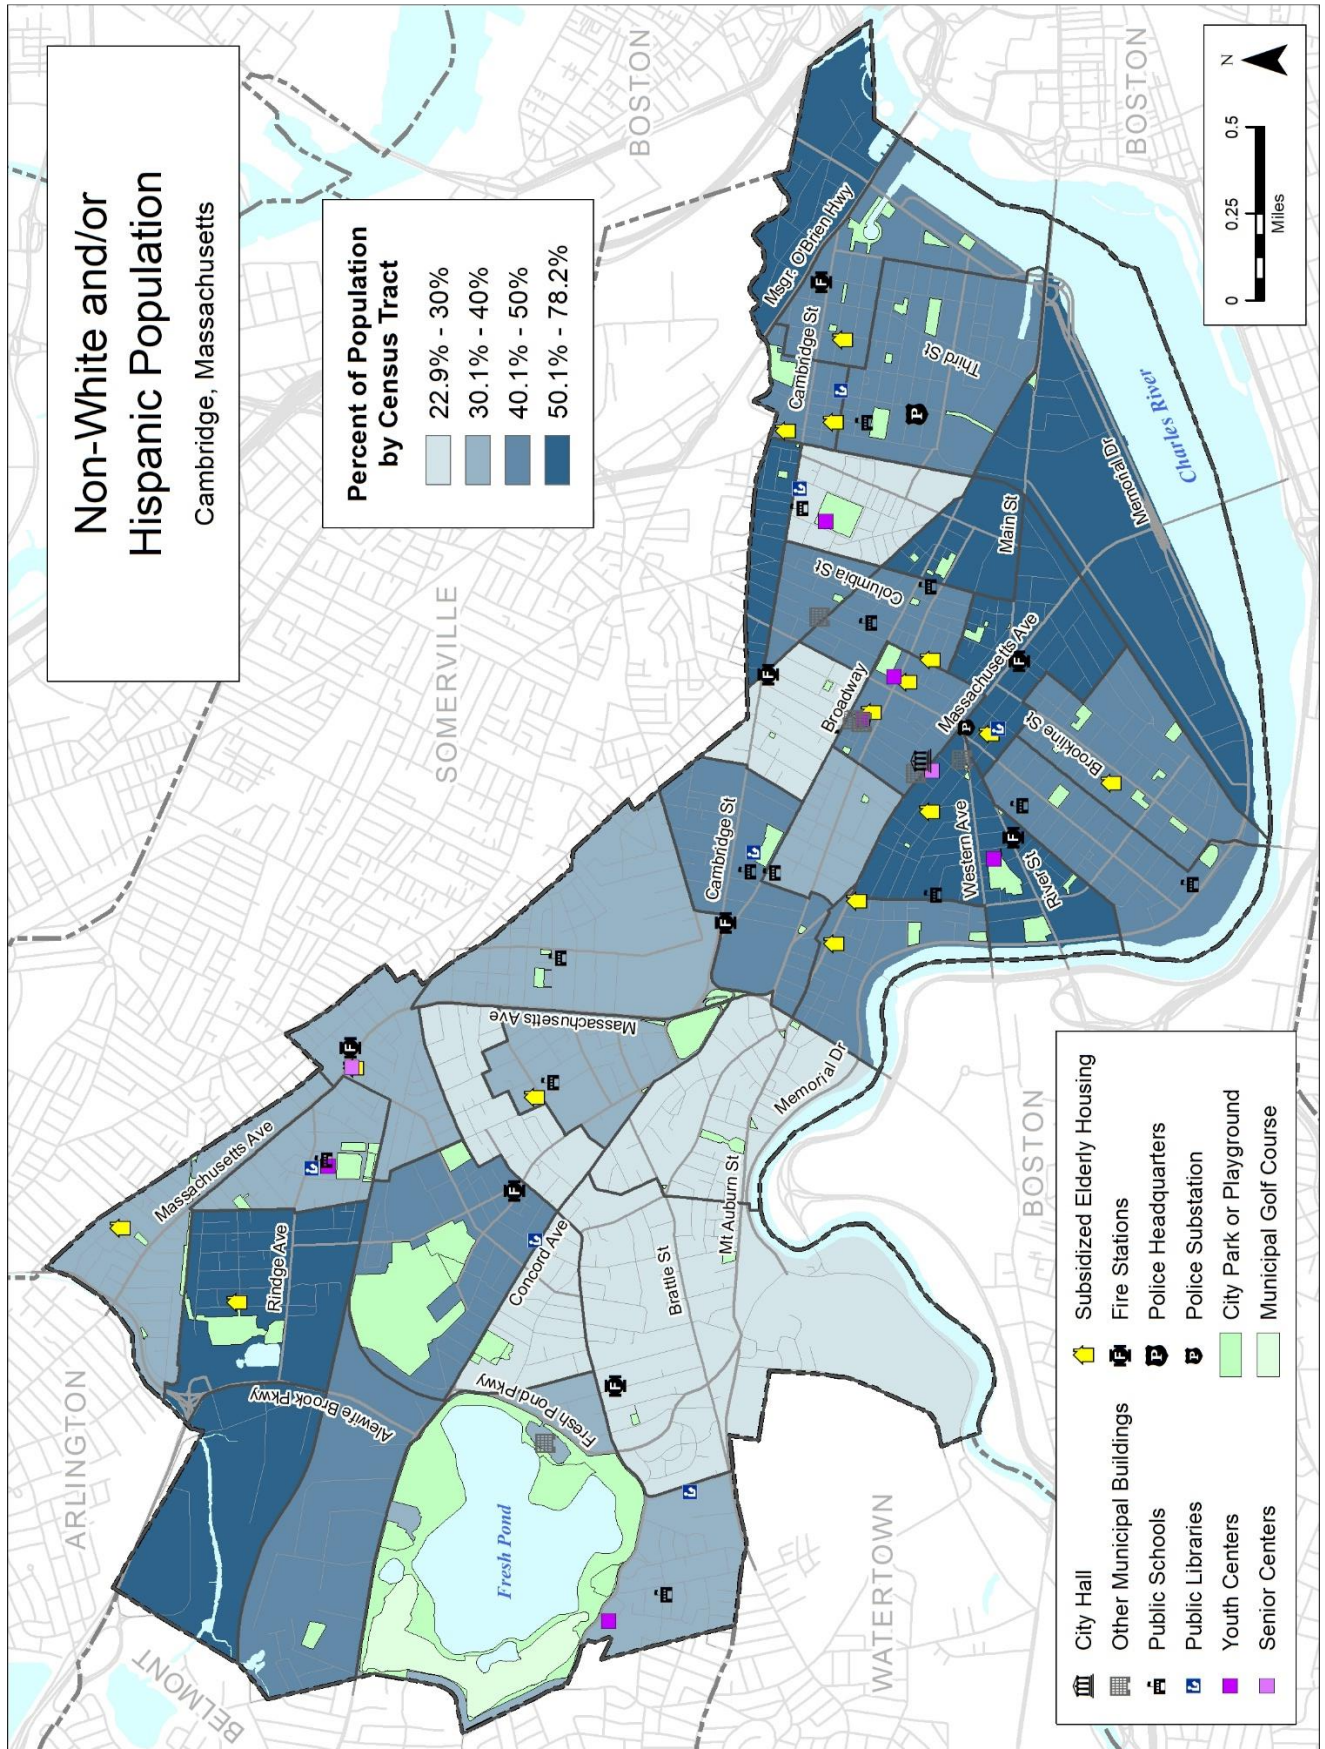 Non-White and/or
Hispanic Population
Cambridge, Massachusetts
Percent of Population
by Census Tract
22.9% - 30%
30.1% - 40%
40.1% - 50%
50.1% - 78.2%
ARLINGTON
BELMONT
SOMERVILLE
BOSTON
BOSTON
BOSTON
WATERTOWN
Massachusetts Ave
Rindge Ave
Alewife Brook Pkwy
Concord Ave
Fresh Pond Pkwy
Fresh Pond
Brattle St
Mt Auburn St
Memorial Dr
Massachusetts Ave
Cambridge St
Broadway
Columbia St
Cambridge St
Msgr. O'Brien Hwy
Third St
Main St
Massachusetts Ave
Western Ave
River St
Brookline St
Memorial Dr
Charles River
City Hall
Other Municipal Buildings
Public Schools
Public Libraries
Youth Centers
Senior Centers
Subsidized Elderly Housing
F Fire Stations
P Police Headquarters
P Police Substation
City Park or Playground
Municipal Golf Course
N
0 0.25 0.5
Miles